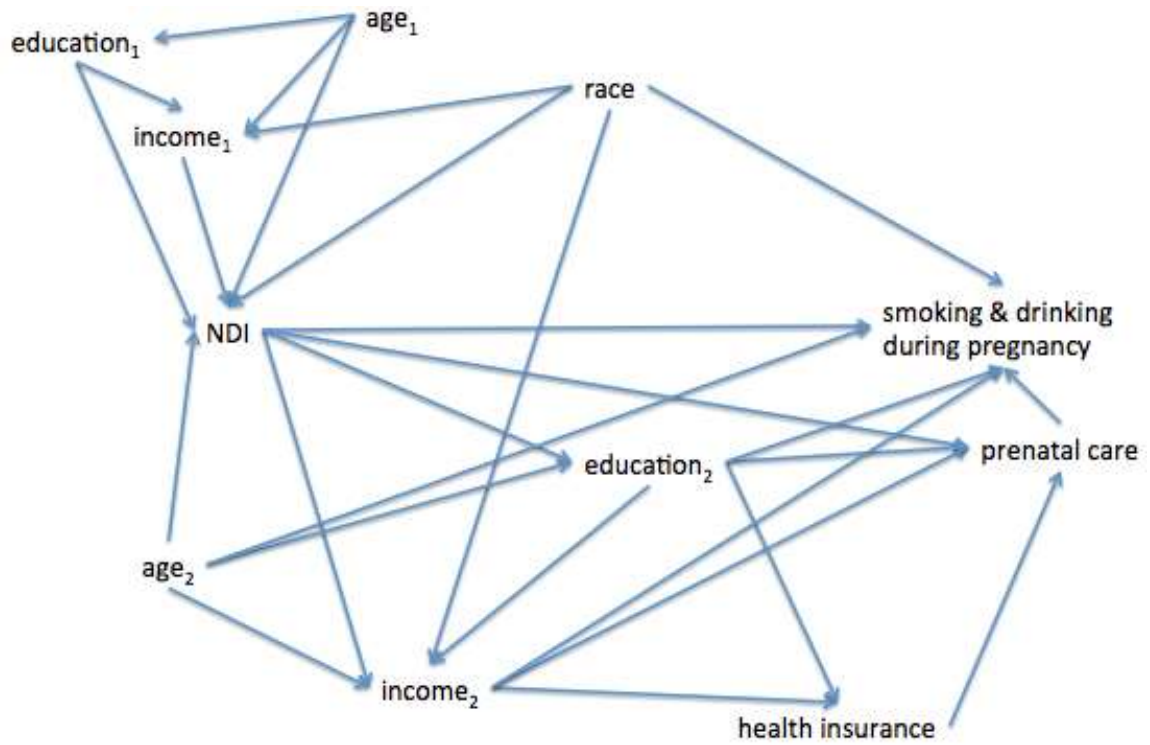 age₁
education₁
race
income₁
smoking & drinking
during pregnancy
NDI
prenatal care
education₂
age₂
income₂
health insurance